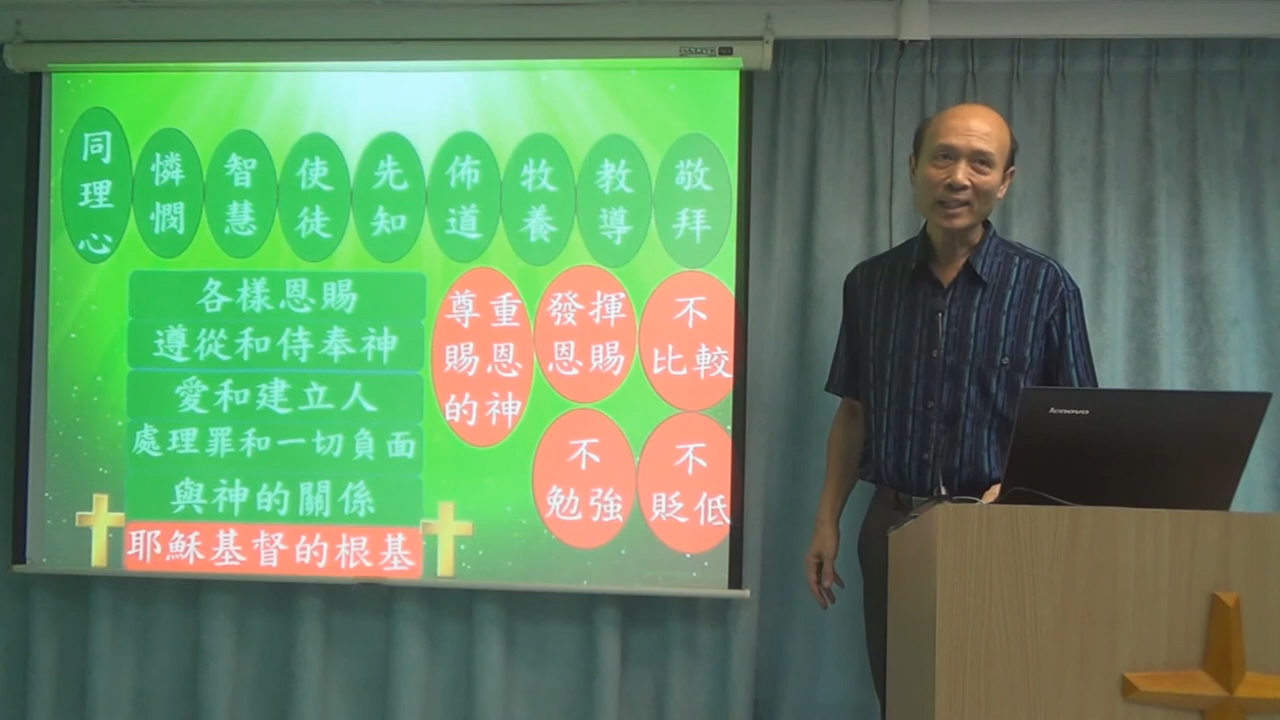 同理心
憐憫
智慧
使徒
先知
佈道
牧養
教導
敬拜
各樣恩賜
遵從和侍奉神
愛和建立人
處理罪和一切負面
與神的關係
耶穌基督的根基
尊重
賜恩
的神
發揮
恩賜
不
比較
不
勉強
不
貶低
lenovo